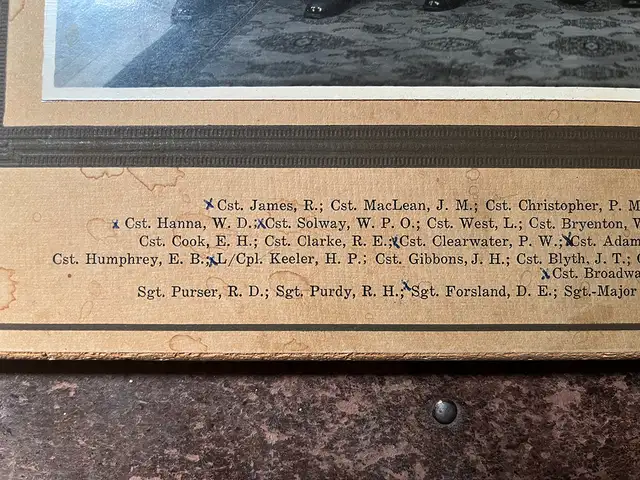 x Cst. James, R.; Cst. MacLean, J. M.; Cst. Christopher, P. M
x Cst. Hanna, W. D.; x Cst. Solway, W. P. O.; Cst. West, L.; Cst. Bryenton, W
Cst. Cook, E. H.; Cst. Clarke, R. E.; x Cst. Clearwater, P. W.; x Cst. Adam
Cst. Humphrey, E. B.; x L/Cpl. Keeler, H. P.; Cst. Gibbons, J. H.; Cst. Blyth, J. T.; C
x Cst. Broadwa
Sgt. Purser, R. D.; Sgt. Purdy, R. H.; x Sgt. Forsland, D. E.; Sgt.-Major